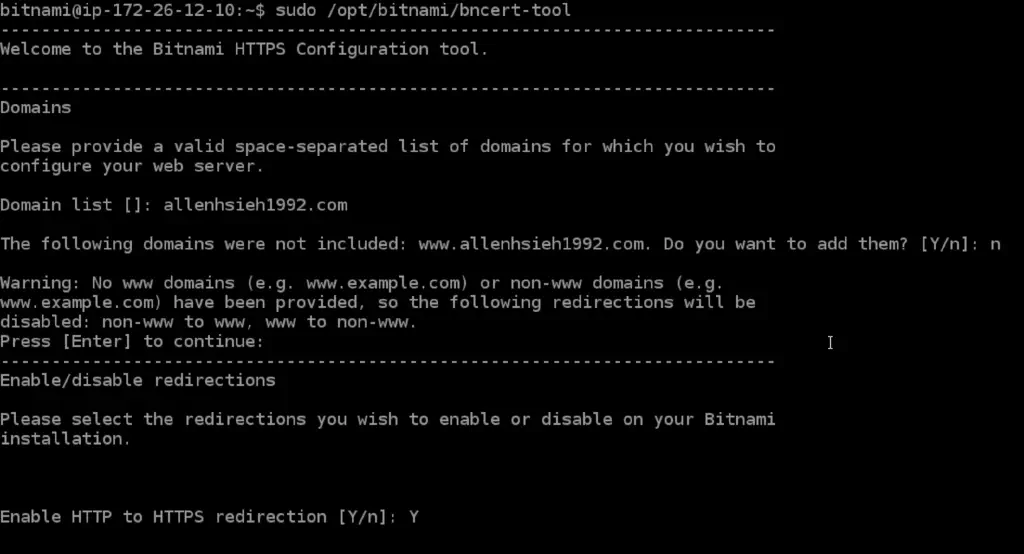 bitnami@ip-172-26-12-10:~$ sudo /opt/bitnami/bncert-tool
----------------------------------------------------------------------------
Welcome to the Bitnami HTTPS Configuration tool.
----------------------------------------------------------------------------
Domains
Please provide a valid space-separated list of domains for which you wish to
configure your web server.
Domain list []: allenhsieh1992.com
The following domains were not included: www.allenhsieh1992.com. Do you want to add them? [Y/n]: n
Warning: No www domains (e.g. www.example.com) or non-www domains (e.g.
www.example.com) have been provided, so the following redirections will be
disabled: non-www to www, www to non-www.
Press [Enter] to continue:
----------------------------------------------------------------------------
Enable/disable redirections
Please select the redirections you wish to enable or disable on your Bitnami
installation.
Enable HTTP to HTTPS redirection [Y/n]: Y